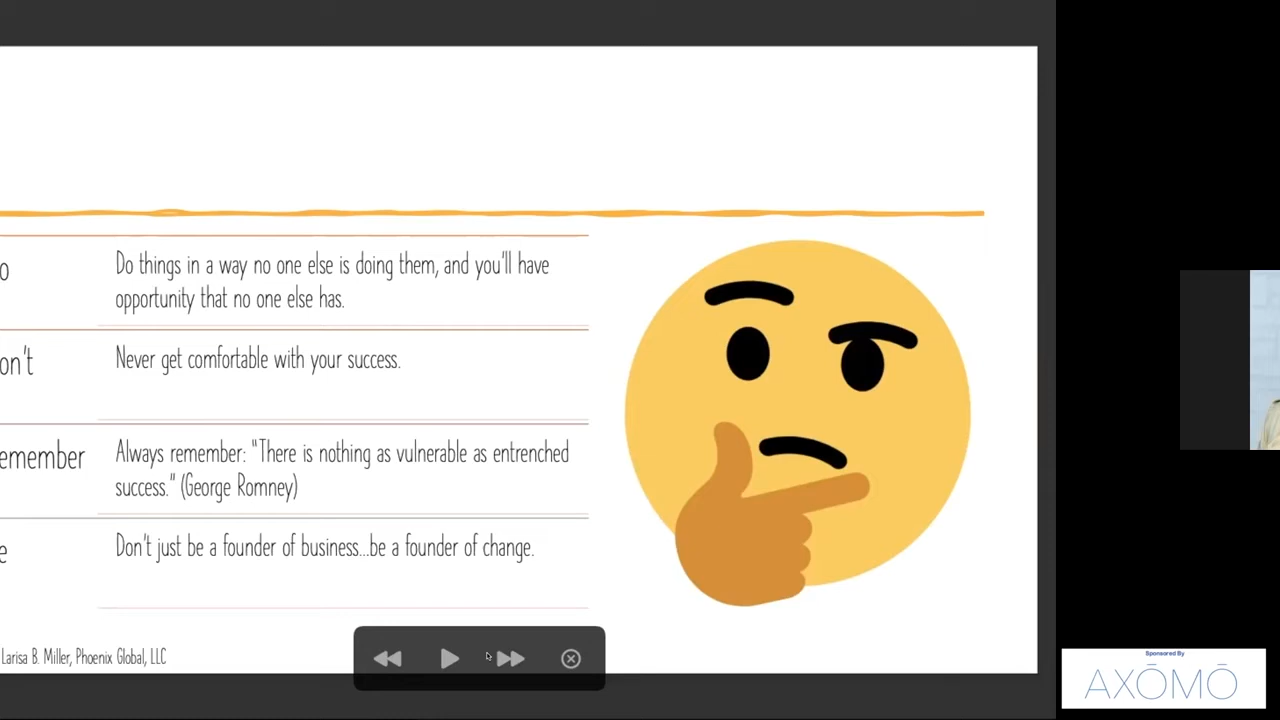 o
Do things in a way no one else is doing them, and you'll have
opportunity that no one else has.
on't
Never get comfortable with your success.
emember
Always remember: "There is nothing as vulnerable as entrenched
success." (George Romney)
e
Don't just be a founder of business...be a founder of change.
Larisa B. Miller, Phoenix Global, LLC
Sponsored By
AXŌMŌ